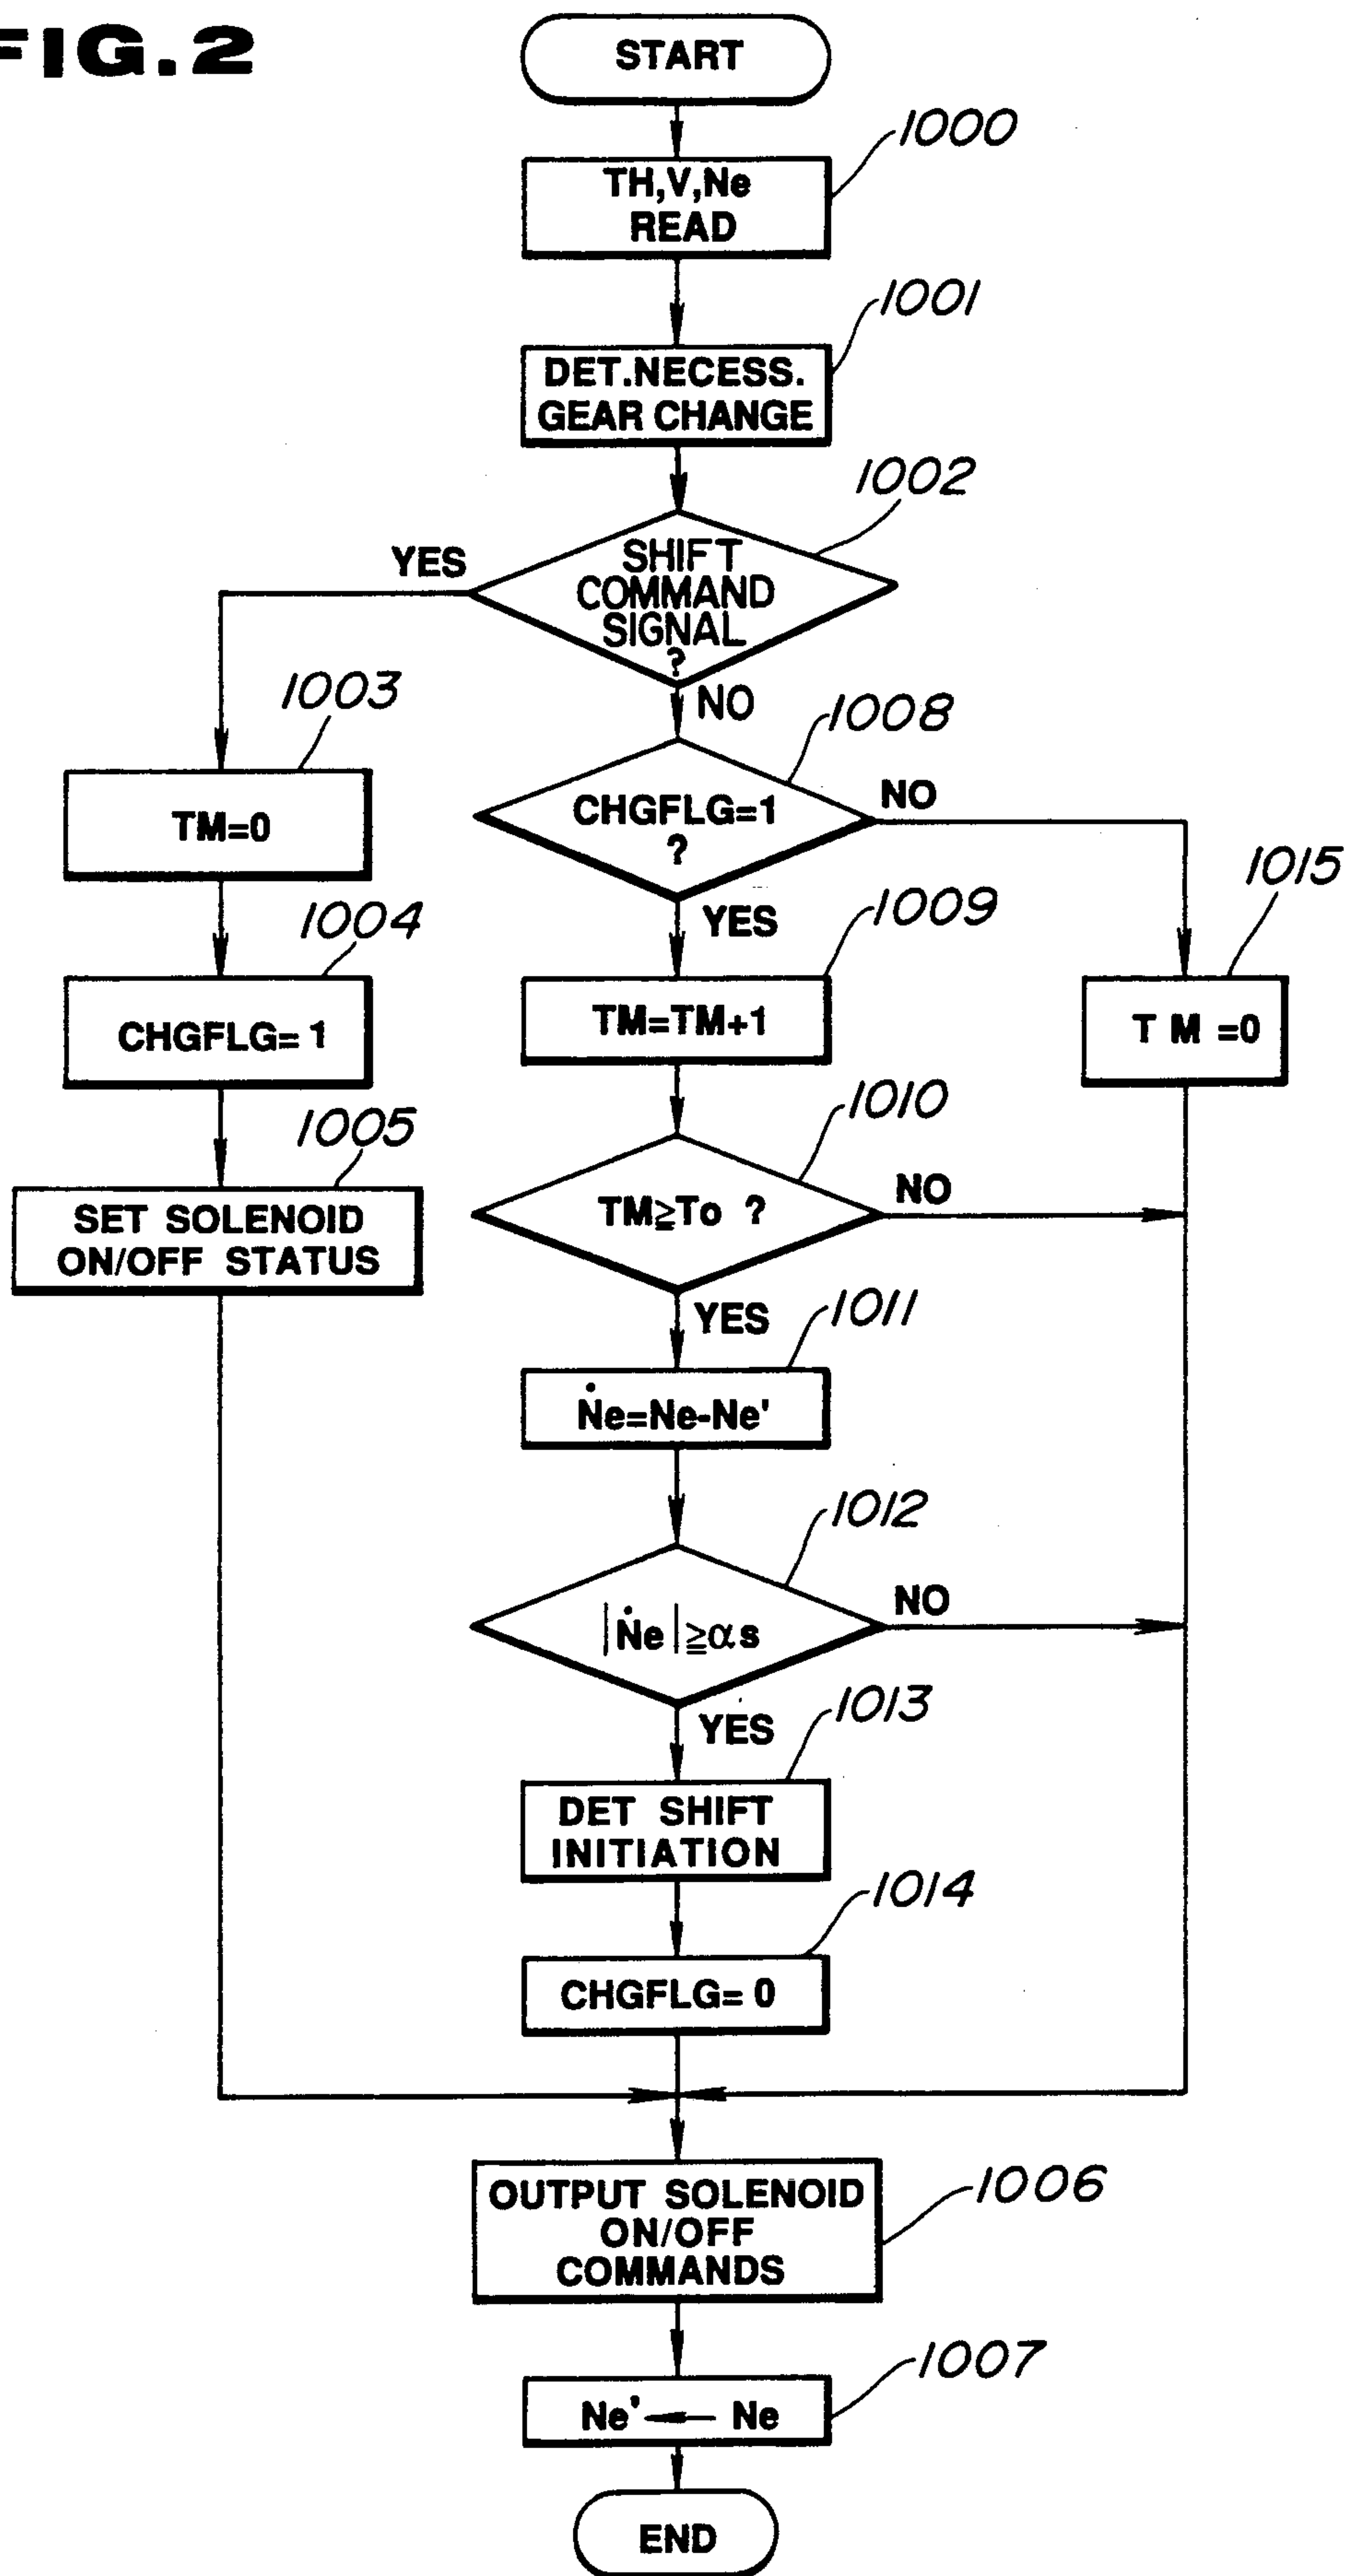 FIG.2
START
1000
TH,V,Ne
READ
1001
DET.NECESS.
GEAR CHANGE
1002
YES
SHIFT
COMMAND
SIGNAL
?
NO
1003
TM=0
1008
CHGFLG=1
?
NO
YES
1004
CHGFLG=1
1009
TM=TM+1
1015
TM=0
1005
SET SOLENOID
ON/OFF STATUS
1010
TM≧To ?
NO
YES
1011
Ṅe=Ne-Ne'
1012
|Ṅe|≧αs
NO
YES
1013
DET SHIFT
INITIATION
1014
CHGFLG=0
1006
OUTPUT SOLENOID
ON/OFF
COMMANDS
1007
Ne'← Ne
END